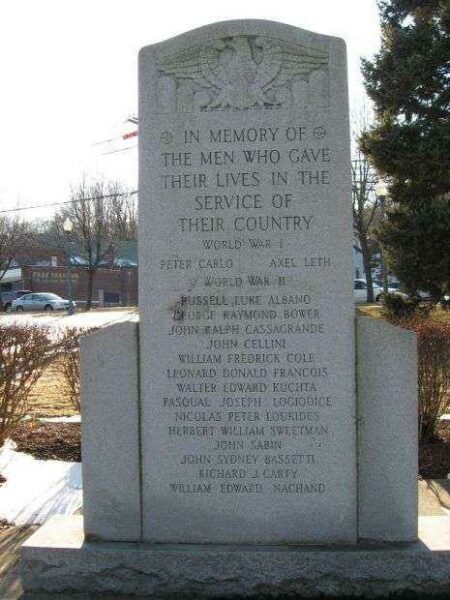 IN MEMORY OF
THE MEN WHO GAVE
THEIR LIVES IN THE
SERVICE OF
THEIR COUNTRY
WORLD WAR I
PETER CARLO AXEL LETH
WORLD WAR II
RUSSELL LUKE ALBANO
GEORGE RAYMOND BOWER
JOHN RALPH CASSAGRANDE
JOHN CELLINI
WILLIAM FREDRICK COLE
LEONARD DONALD FRANCOIS
WALTER EDWARD KUCHTA
PASQUAL JOSEPH LOGIODICE
NICOLAS PETER LOUKIDES
HERBERT WILLIAM SWEETMAN
JOHN SABIN
JOHN SYDNEY BASSETTI
RICHARD J. CARTY
WILLIAM EDWARD NACHAND
FREE PARKING